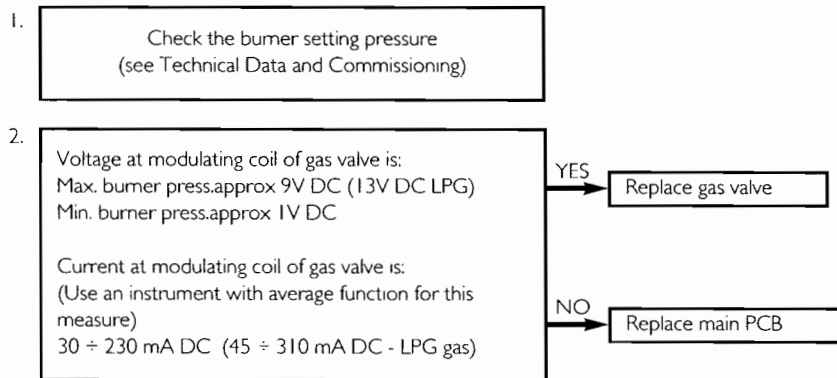 1.
Check the burner setting pressure
(see Technical Data and Commissioning)
2.
Voltage at modulating coil of gas valve is:
Max. burner press.approx 9V DC (13V DC LPG)
Min. burner press.approx 1V DC
YES
Replace gas valve
Current at modulating coil of gas valve is:
(Use an instrument with average function for this
measure)
30 ÷ 230 mA DC (45 ÷ 310 mA DC - LPG gas)
NO
Replace main PCB